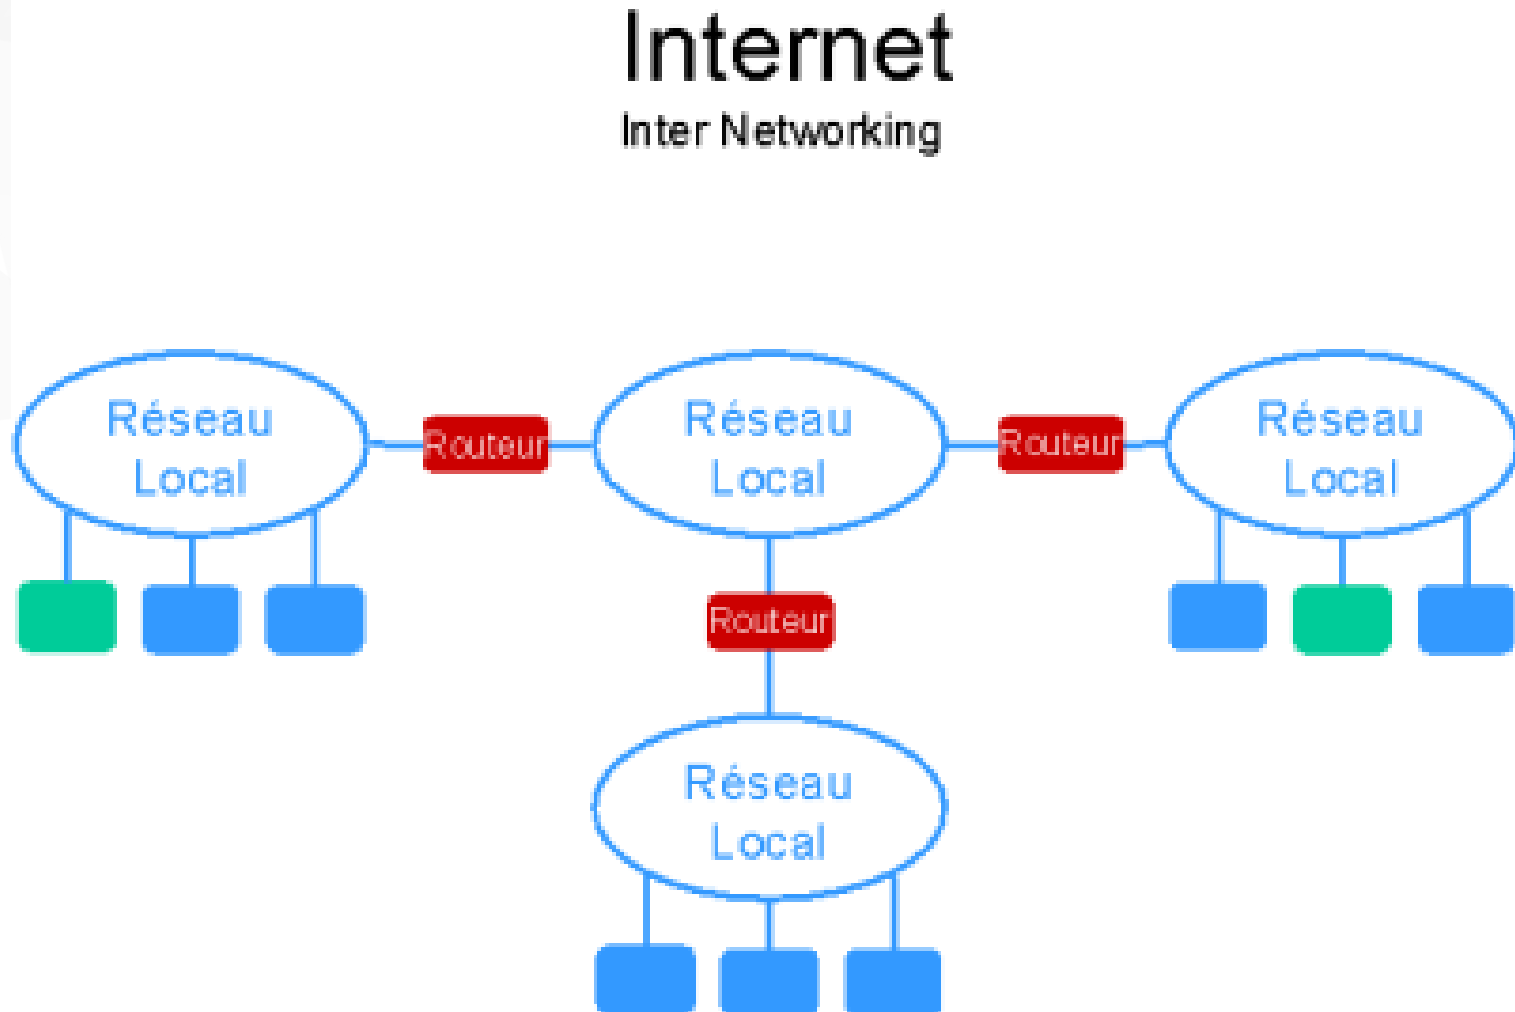 Internet
Inter Networking
Réseau
Local
Routeur
Réseau
Local
Routeur
Réseau
Local
Routeur
Réseau
Local